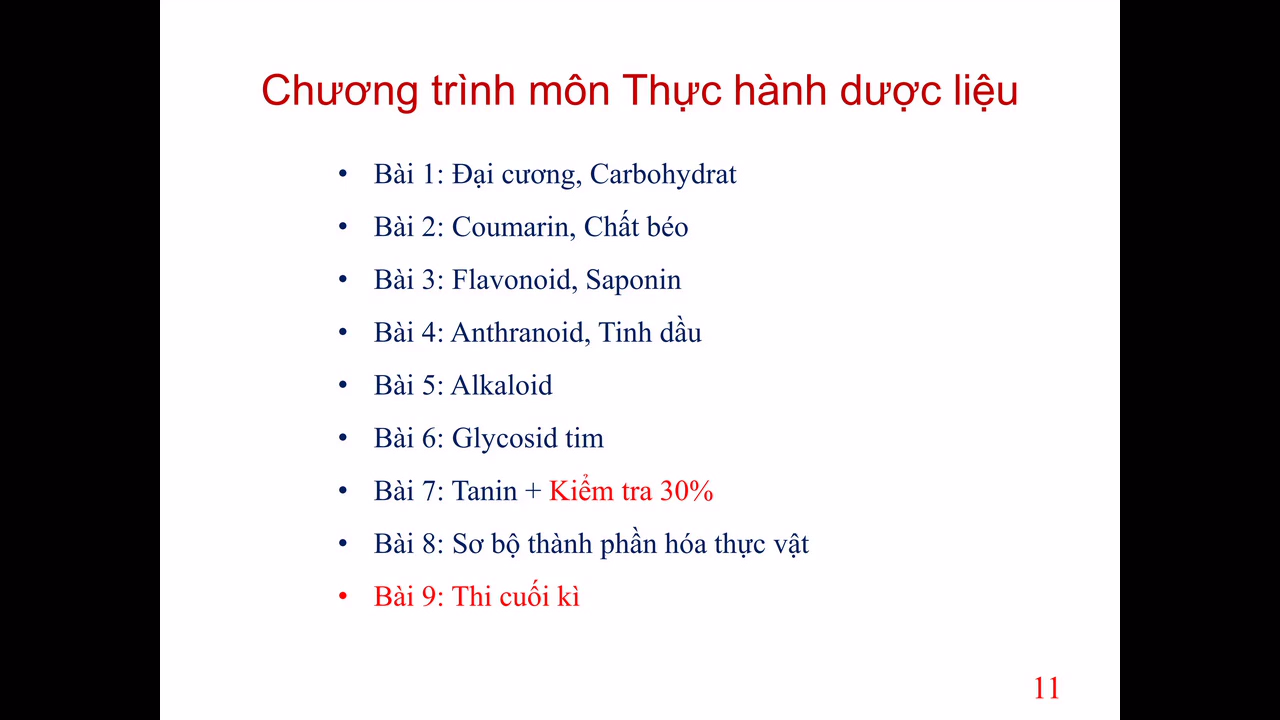 Chương trình môn Thực hành dược liệu
• Bài 1: Đại cương, Carbohydrat
• Bài 2: Coumarin, Chất béo
• Bài 3: Flavonoid, Saponin
• Bài 4: Anthranoid, Tinh dầu
• Bài 5: Alkaloid
• Bài 6: Glycosid tim
• Bài 7: Tanin + Kiểm tra 30%
• Bài 8: Sơ bộ thành phần hóa thực vật
• Bài 9: Thi cuối kì
11